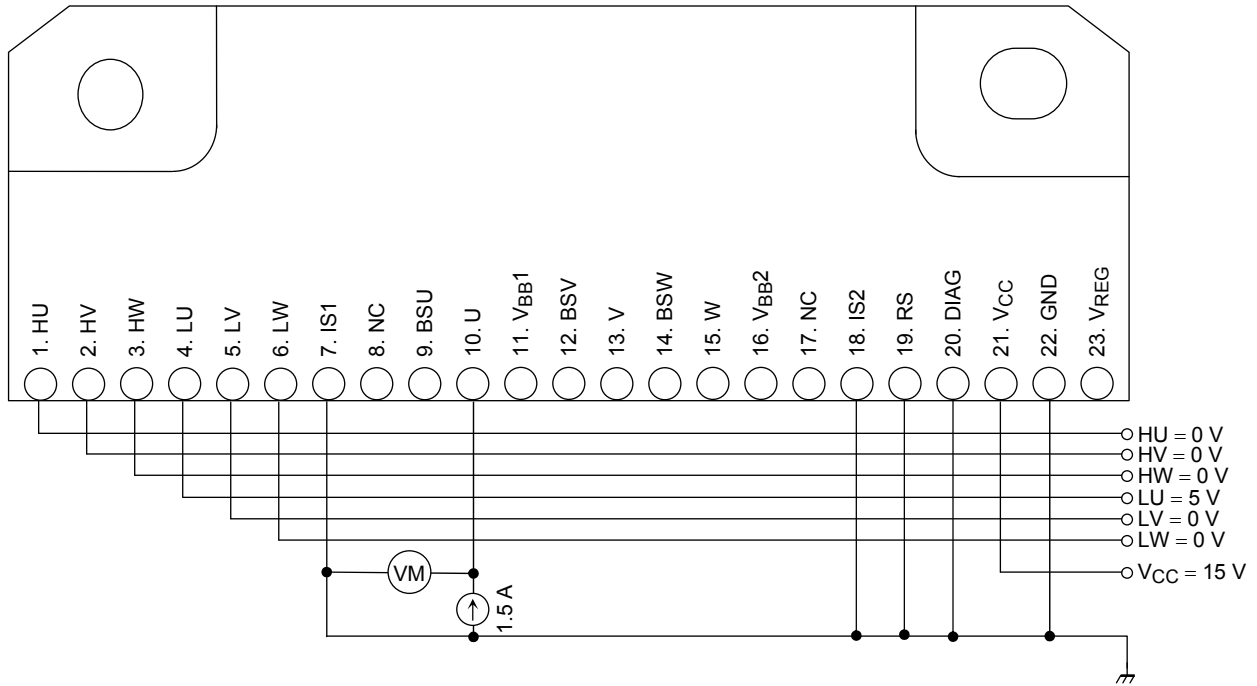 1. HU
2. HV
3. HW
4. LU
5. LV
6. LW
7. IS1
8. NC
9. BSU
10. U
11. VBB1
12. BSV
13. V
14. BSW
15. W
16. VBB2
17. NC
18. IS2
19. RS
20. DIAG
21. VCC
22. GND
23. VREG
HU = 0 V
HV = 0 V
HW = 0 V
LU = 5 V
LV = 0 V
LW = 0 V
VM
VCC = 15 V
1.5 A